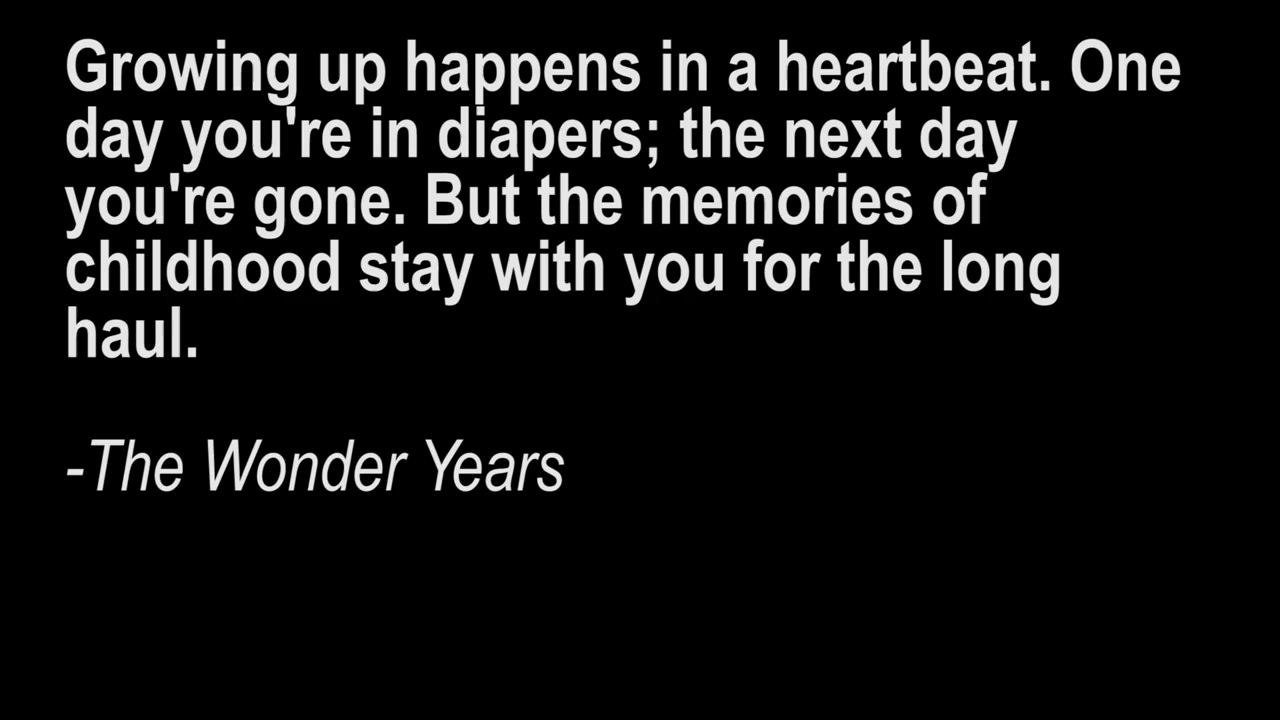 Growing up happens in a heartbeat. One
day you're in diapers; the next day
you're gone. But the memories of
childhood stay with you for the long
haul.
-The Wonder Years